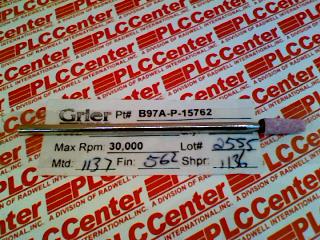 PLCCenter
A DIVISION OF RADWELL INTERNATIONAL, INC.
Grier Pt# B97A-P-15762
Max Rpm: 30,000 Lot# 2555
Mtd: 1137 Fin: 562 Shpr: 1136